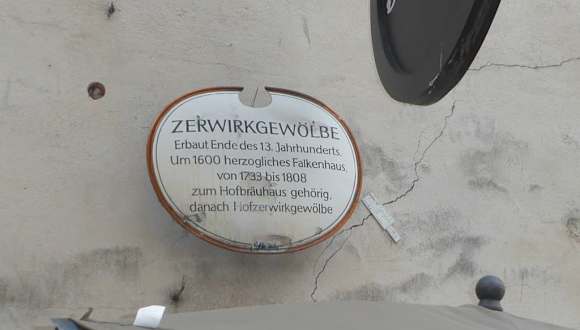 ZERWIRKGEWÖLBE
Erbaut Ende des 13. Jahrhunderts.
Um 1600 herzogliches Falkenhaus,
von 1733 bis 1808
zum Hofbräuhaus gehörig,
danach Hofzerwirkgewölbe